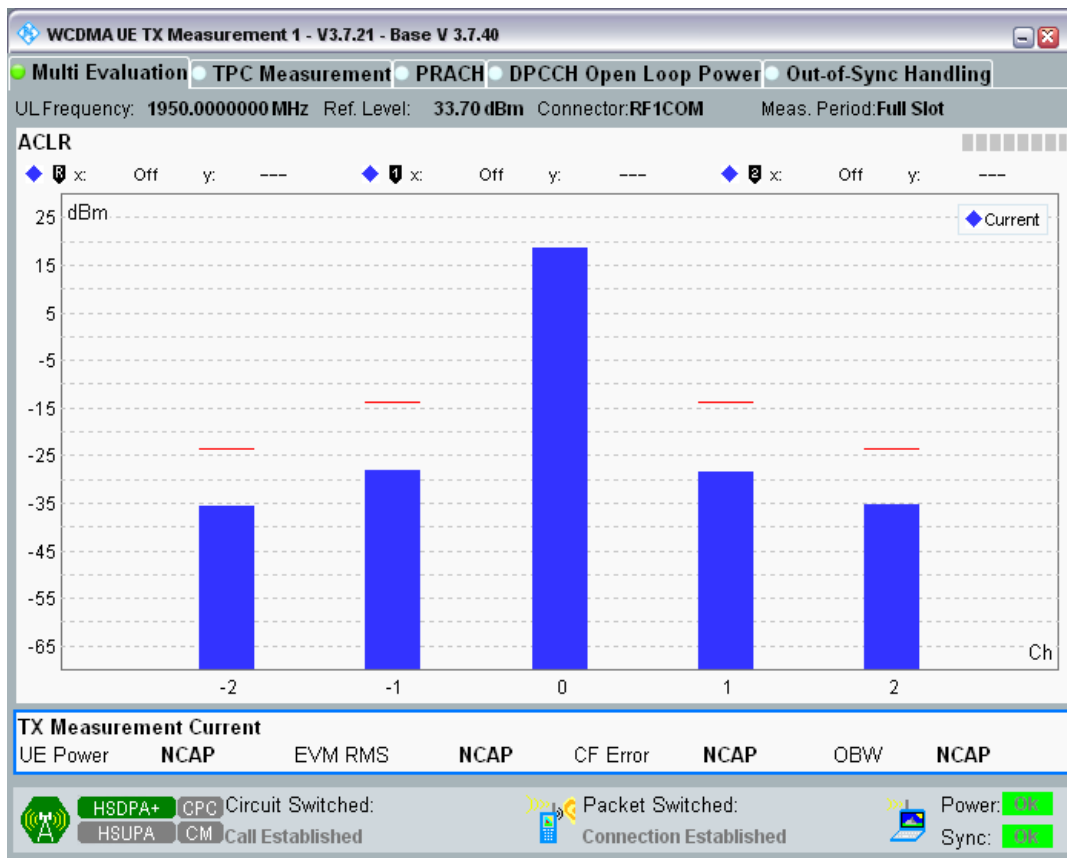 WCDMA UE TX Measurement 1 - V3.7.21 - Base V 3.7.40
Multi Evaluation TPC Measurement PRACH DPCCH Open Loop Power Out-of-Sync Handling
UL Frequency: 1950.0000000 MHz Ref. Level: 33.70 dBm Connector: RF1COM Meas. Period: Full Slot
ACLR
R x: Off y: --- 1 x: Off y: --- 2 x: Off y: ---
dBm
Current
25
15
5
-5
-15
-25
-35
-45
-55
-65
Ch
-2 -1 0 1 2
TX Measurement Current
UE Power NCAP EVM RMS NCAP CF Error NCAP OBW NCAP
HSDPA+ CPC Circuit Switched: Packet Switched: Power: Ok
HSUPA CM Call Established Connection Established Sync: Ok